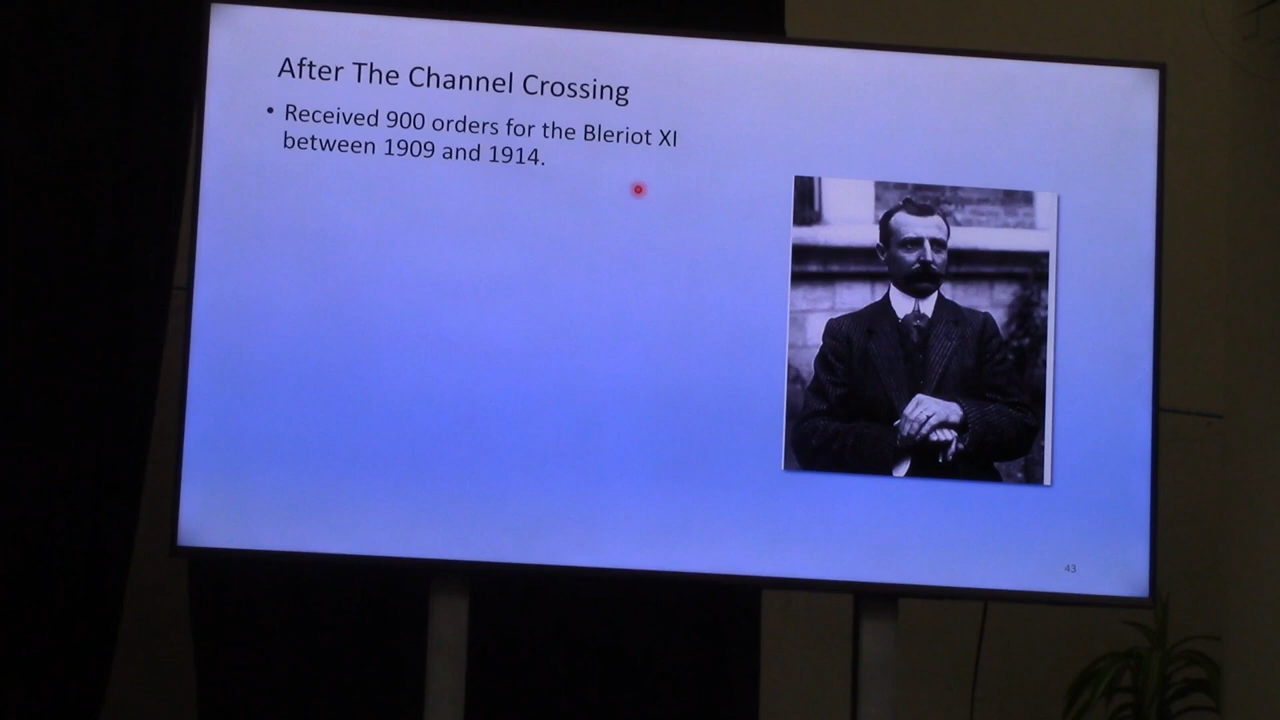 After The Channel Crossing
• Received 900 orders for the Bleriot XI
between 1909 and 1914.
43